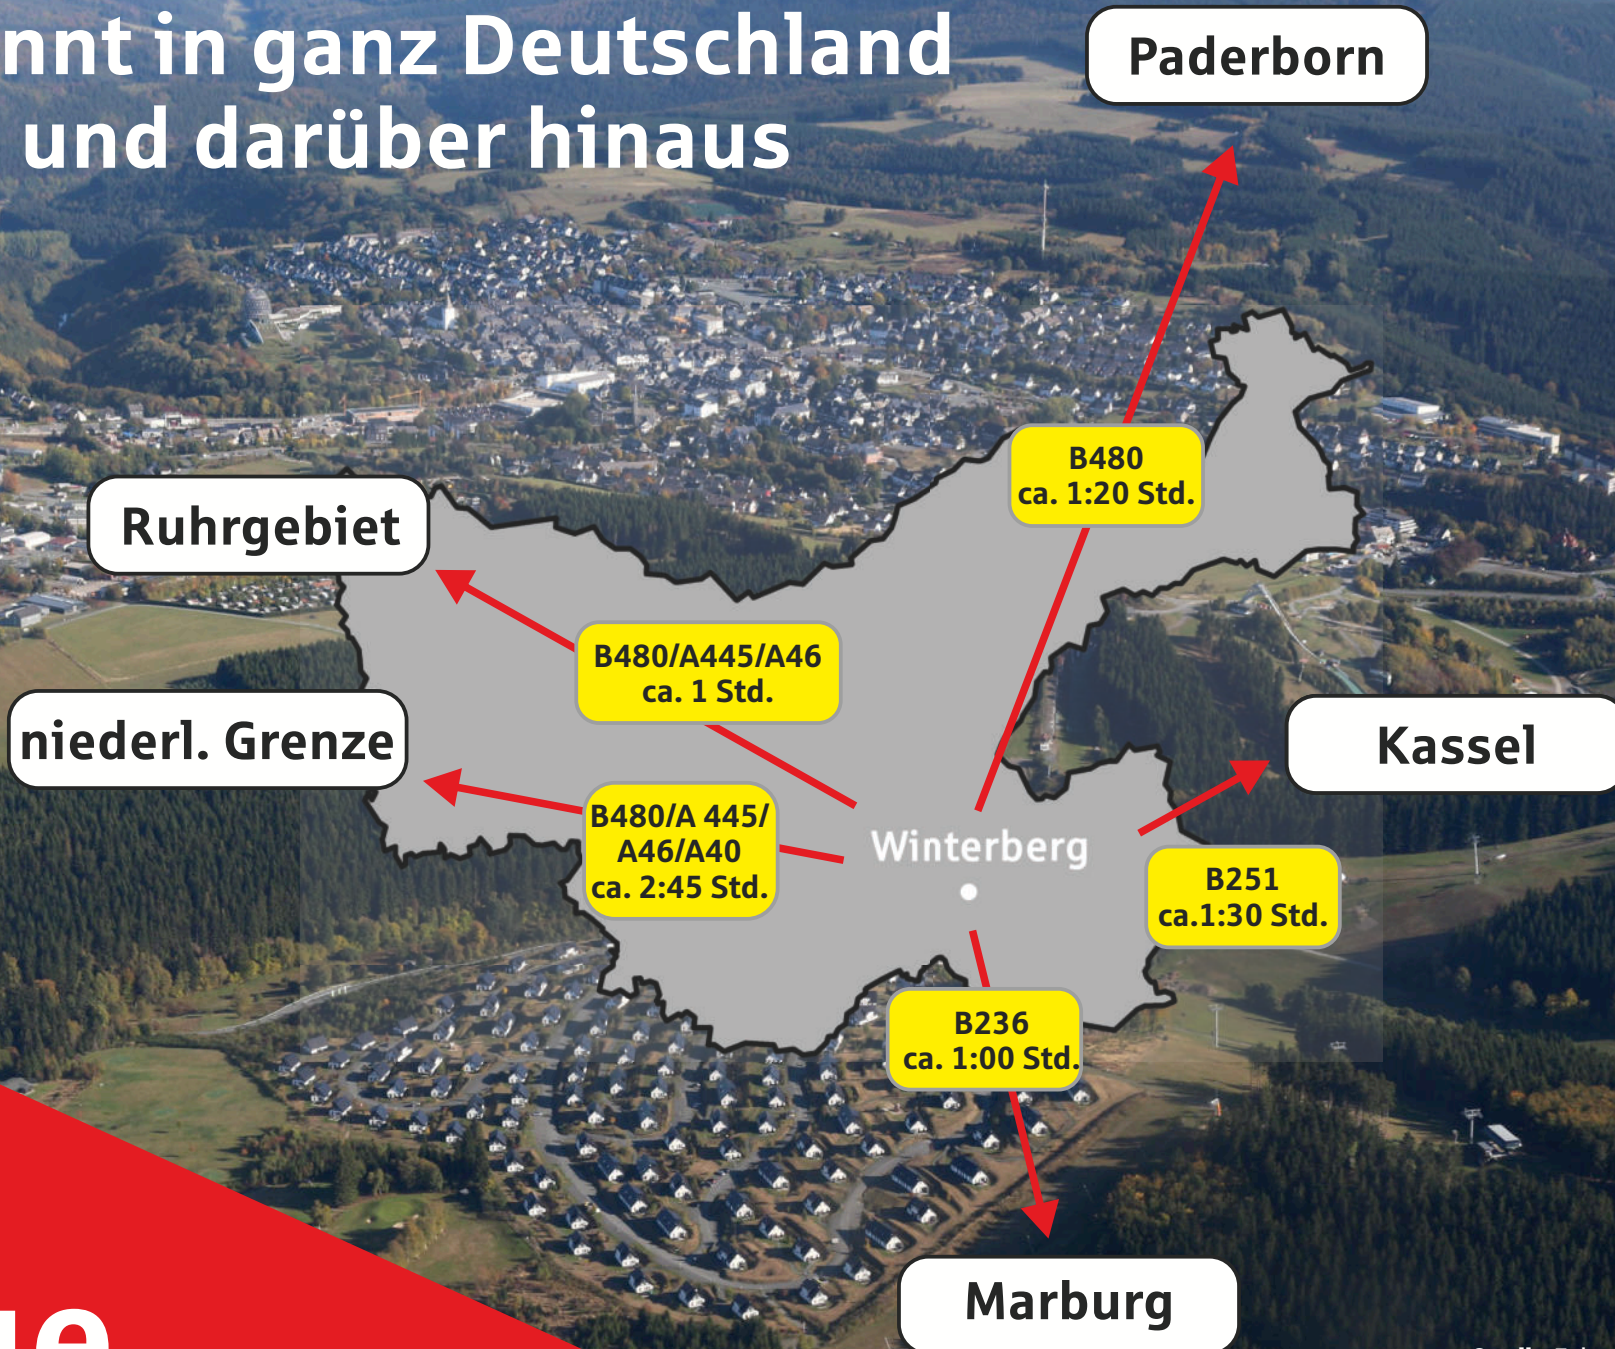 nnt in ganz Deutschland
und darüber hinaus
Paderborn
B480
ca. 1:20 Std.
Ruhrgebiet
B480/A445/A46
ca. 1 Std.
niederl. Grenze
B480/A 445/
A46/A40
ca. 2:45 Std.
Winterberg
Kassel
B251
ca.1:30 Std.
B236
ca. 1:00 Std.
Marburg